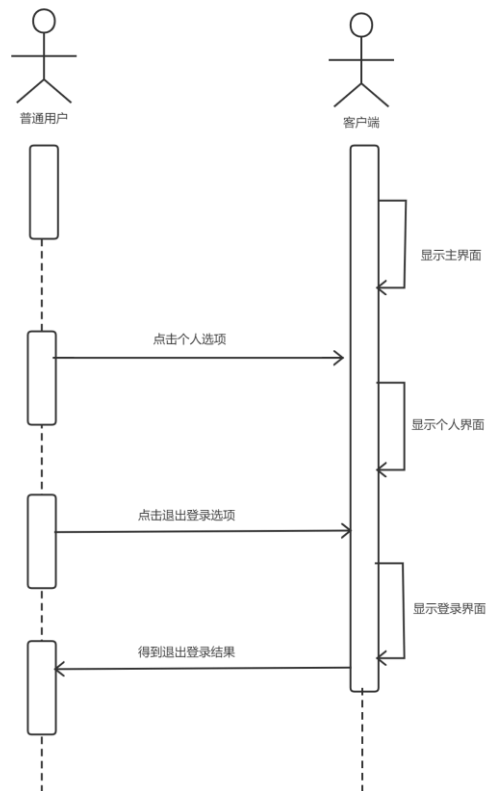 普通用户
客户端
显示主界面
点击个人选项
显示个人界面
点击退出登录选项
显示登录界面
得到退出登录结果